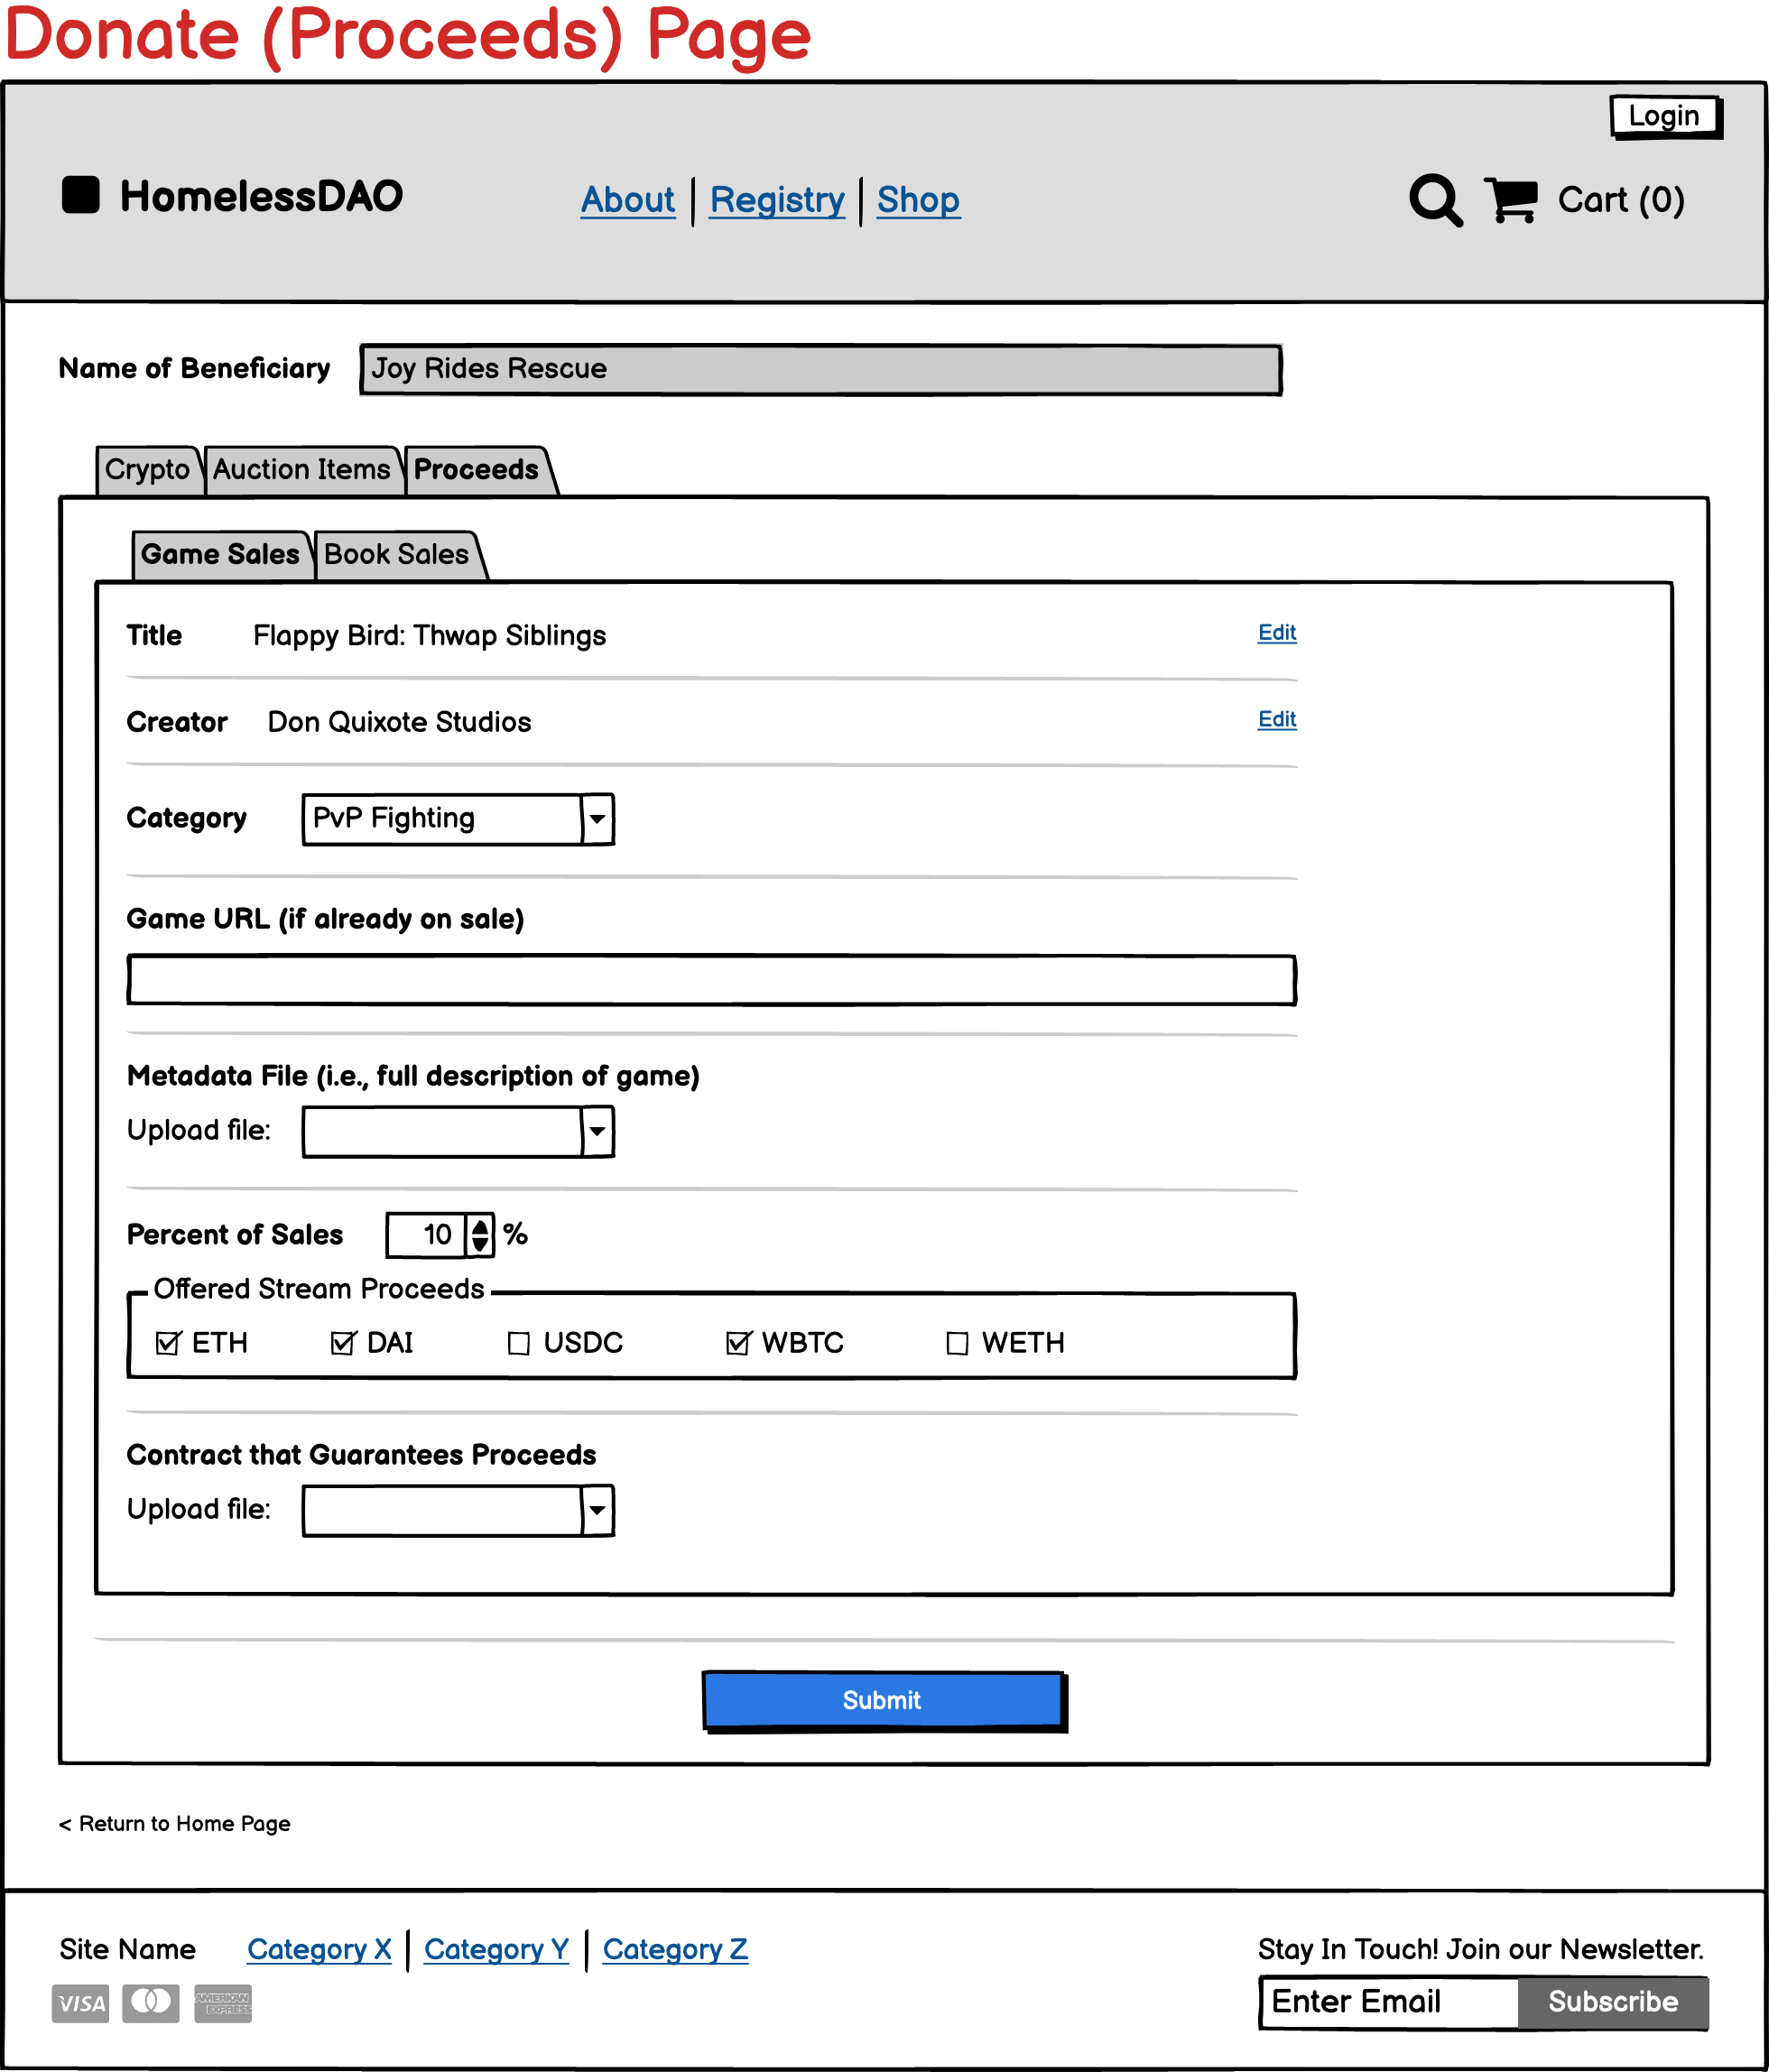 Donate (Proceeds) Page
Login
HomelessDAO
About | Registry | Shop
Cart (0)
Name of Beneficiary
Joy Rides Rescue
Crypto
Auction Items
Proceeds
Game Sales
Book Sales
Title
Flappy Bird: Thwap Siblings
Edit
Creator
Don Quixote Studios
Edit
Category
PvP Fighting
Game URL (if already on sale)
Metadata File (i.e., full description of game)
Upload file:
Percent of Sales
10
%
Offered Stream Proceeds
ETH
DAI
USDC
WBTC
WETH
Contract that Guarantees Proceeds
Upload file:
Submit
< Return to Home Page
Site Name
Category X | Category Y | Category Z
Stay In Touch! Join our Newsletter.
VISA
AMERICAN
EXPRESS
Enter Email
Subscribe